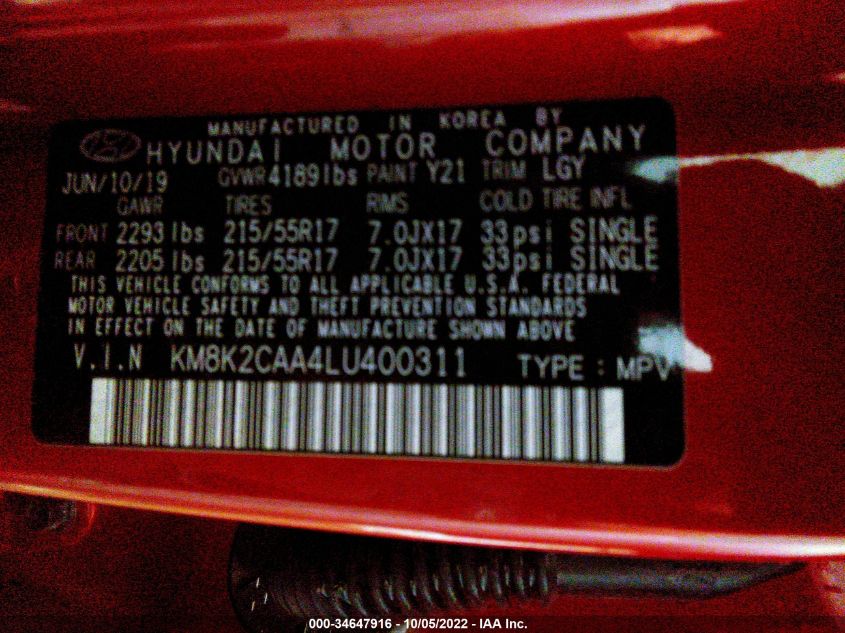 MANUFACTURED IN KOREA BY
HYUNDAI MOTOR COMPANY
JUN/10/19 GVWR 4189lbs PAINT Y21 TRIM LGY
GAWR TIRES RIMS COLD TIRE INFL
FRONT 2293 lbs 215/55R17 7.0JX17 33psi SINGLE
REAR 2205 lbs 215/55R17 7.0JX17 33psi SINGLE
THIS VEHICLE CONFORMS TO ALL APPLICABLE U.S.A. FEDERAL
MOTOR VEHICLE SAFETY AND THEFT PREVENTION STANDARDS
IN EFFECT ON THE DATE OF MANUFACTURE SHOWN ABOVE
V.I.N KM8K2CAA4LU400311 TYPE : MPV
000-34647916 - 10/05/2022 - IAA Inc.